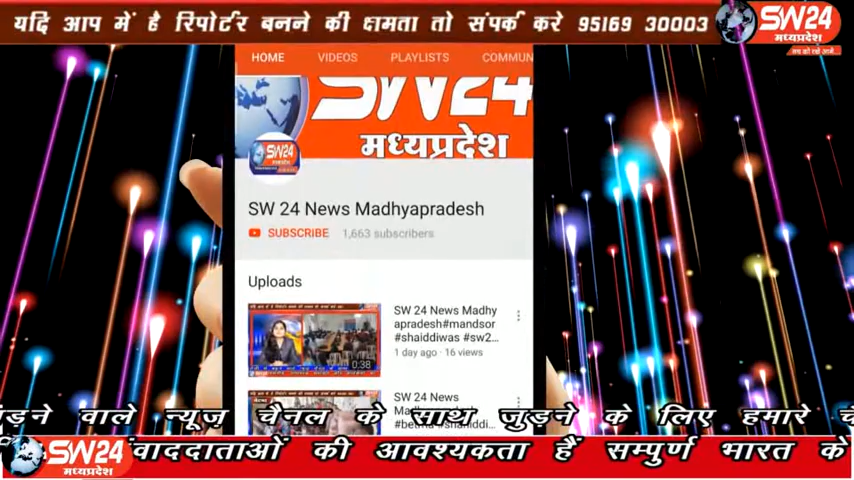 यदि आप में है रिपोर्टर बनने की क्षमता तो संपर्क करे 95169 30003
SW24
मध्यप्रदेश
HOME VIDEOS PLAYLISTS COMMUN
SW24
मध्यप्रदेश
SW24
SW 24 News Madhyapradesh
SUBSCRIBE 1,663 subscribers
Uploads
SW 24 News Madhy
apradesh#mandsor
#shaiddiwas #sw2...
1 day ago · 16 views
0:38
SW 24 News
वाले न्यूज़ चैनल के साथ जुड़ने के लिए हमारे
SW24
मध्यप्रदेश
वाददाताओं की आवश्यकता हैं सम्पुर्ण भारत के